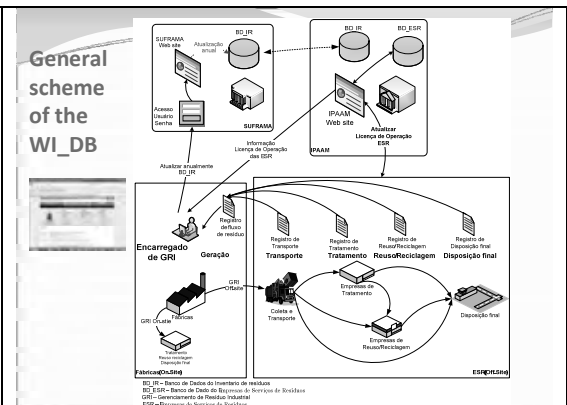 General
scheme
of the
WI_DB
SUFRAMA
Web site
Atualização
anual
BD_IR
Acesso
Usuário
Senha
SUFRAMA
BD_IR
BD_ESR
IPAAM
Web site
Atualizar
Licença de Operação
ESR
IPAAM
Informação
Licença de Operação
das ESR
Atualizar anualmente
BD_IR
Registro
de fluxo
de resíduo
Encarregado
de GRI
Geração
Registro de
Transporte
Transporte
Registro de
Tratamento
Tratamento
Registro de
Reuso/Reciclagem
Reuso/Reciclagem
Registro de
Disposição final
Disposição final
GRI
Offsite
Fábricas
GRI Onsite
Tratamento
Reuso reciclagem
Disposição final
Fábricas(On.Site)
Coleta e
Transporte
Empresas de
Tratamento
Empresas de
Reuso/Reciclagem
Disposição final
ESR(Off.Site)
BD_IR – Banco de Dados do Inventario de resíduos
BD_ESR – Banco de Dado do Empresas de Serviços de Resíduos
GRI – Gerenciamento de Resíduo Industrial
ESR – Empresas de Serviços de Resíduos